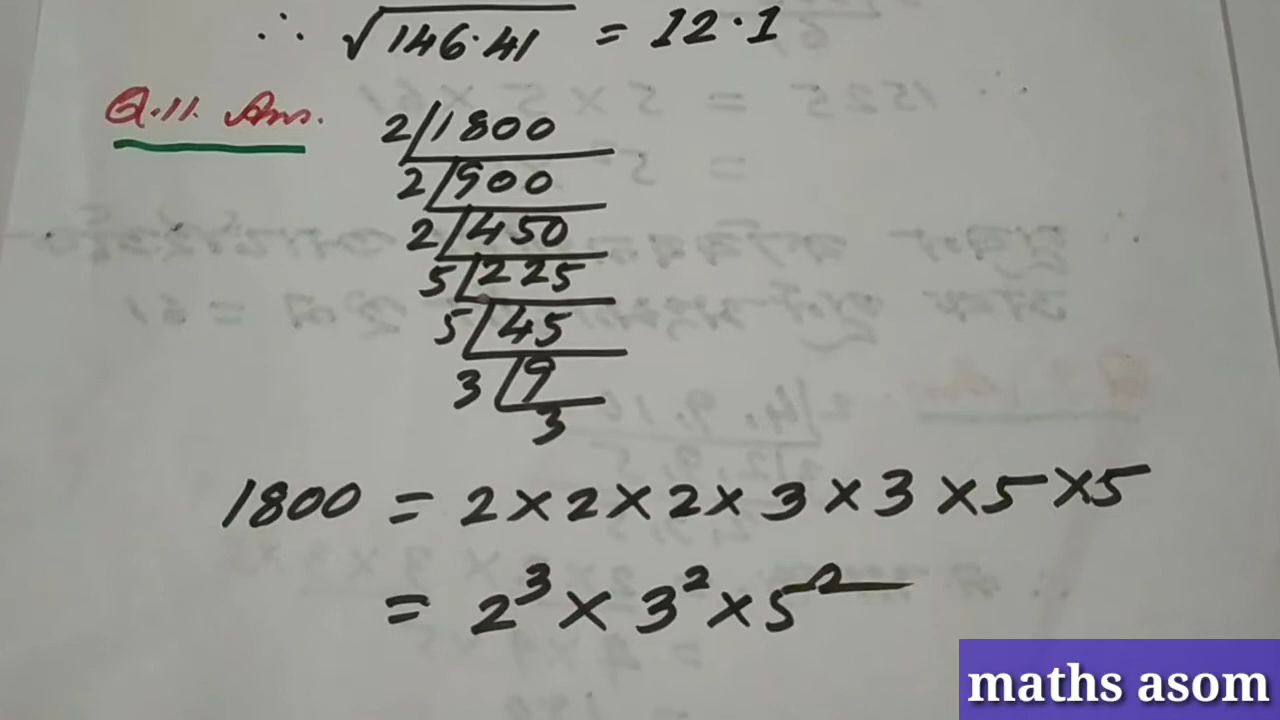 ∴ √146.41 = 12.1
Q.11. Ans.
2/1800
2/900
2/450
5/225
5/45
3/9
3
1800 = 2×2×2×3×3×5×5
= 2³×3²×5²
maths asom